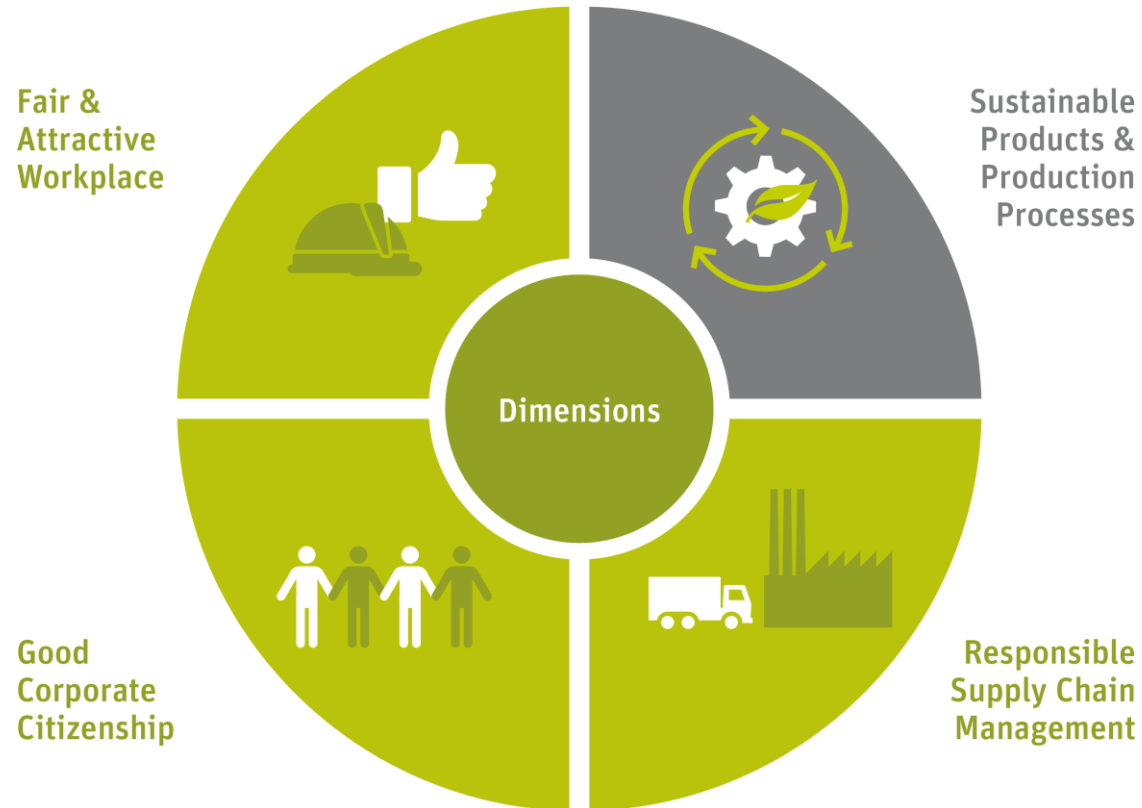 Fair &
Attractive
Workplace
Sustainable
Products &
Production
Processes
Dimensions
Good
Corporate
Citizenship
Responsible
Supply Chain
Management